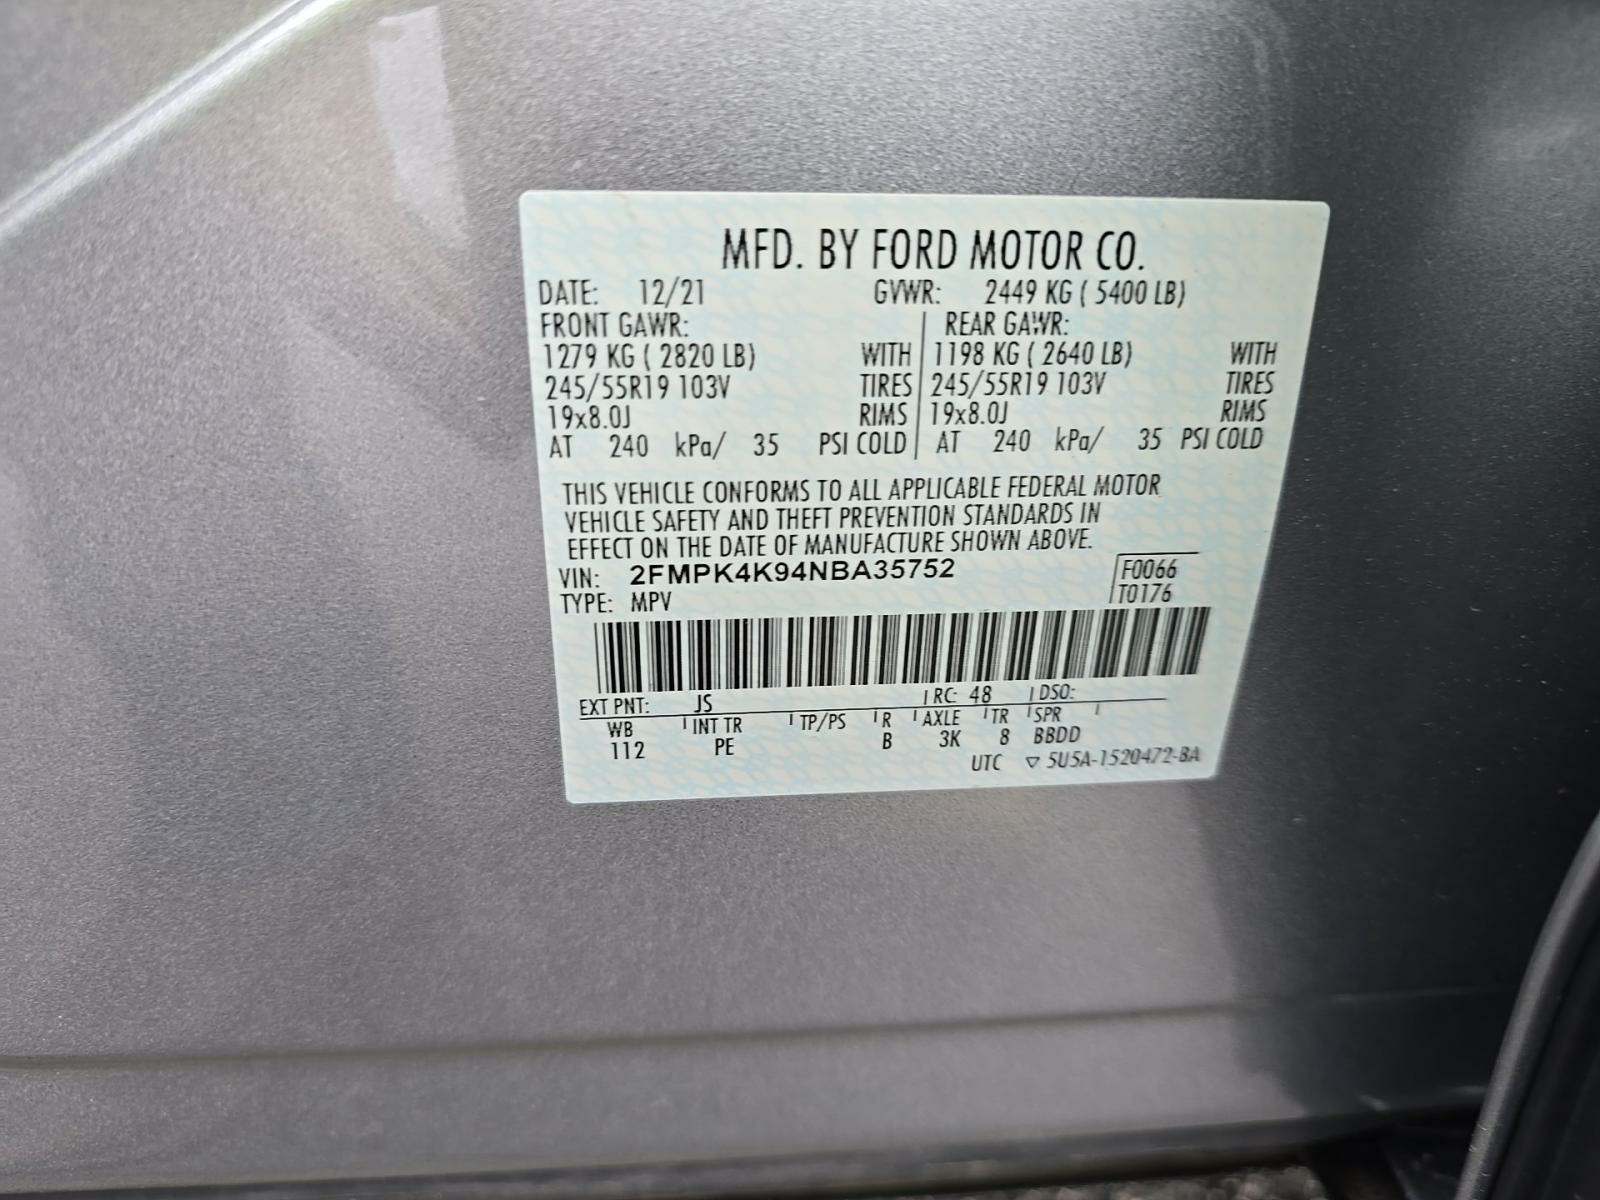 MFD. BY FORD MOTOR CO.
DATE: 12/21 GVWR: 2449 KG ( 5400 LB)
FRONT GAWR: REAR GAWR:
1279 KG ( 2820 LB) WITH 1198 KG ( 2640 LB) WITH
245/55R19 103V TIRES 245/55R19 103V TIRES
19x8.0J RIMS 19x8.0J RIMS
AT 240 kPa/ 35 PSI COLD AT 240 kPa/ 35 PSI COLD
THIS VEHICLE CONFORMS TO ALL APPLICABLE FEDERAL MOTOR
VEHICLE SAFETY AND THEFT PREVENTION STANDARDS IN
EFFECT ON THE DATE OF MANUFACTURE SHOWN ABOVE.
VIN: 2FMPK4K94NBA35752 F0066
TYPE: MPV T0176
EXT PNT: JS RC: 48 DSO:
WB INT TR TP/PS R AXLE TR SPR
112 PE B 3K 8 BBDD
UTC ▽ 5U5A-1520472-BA